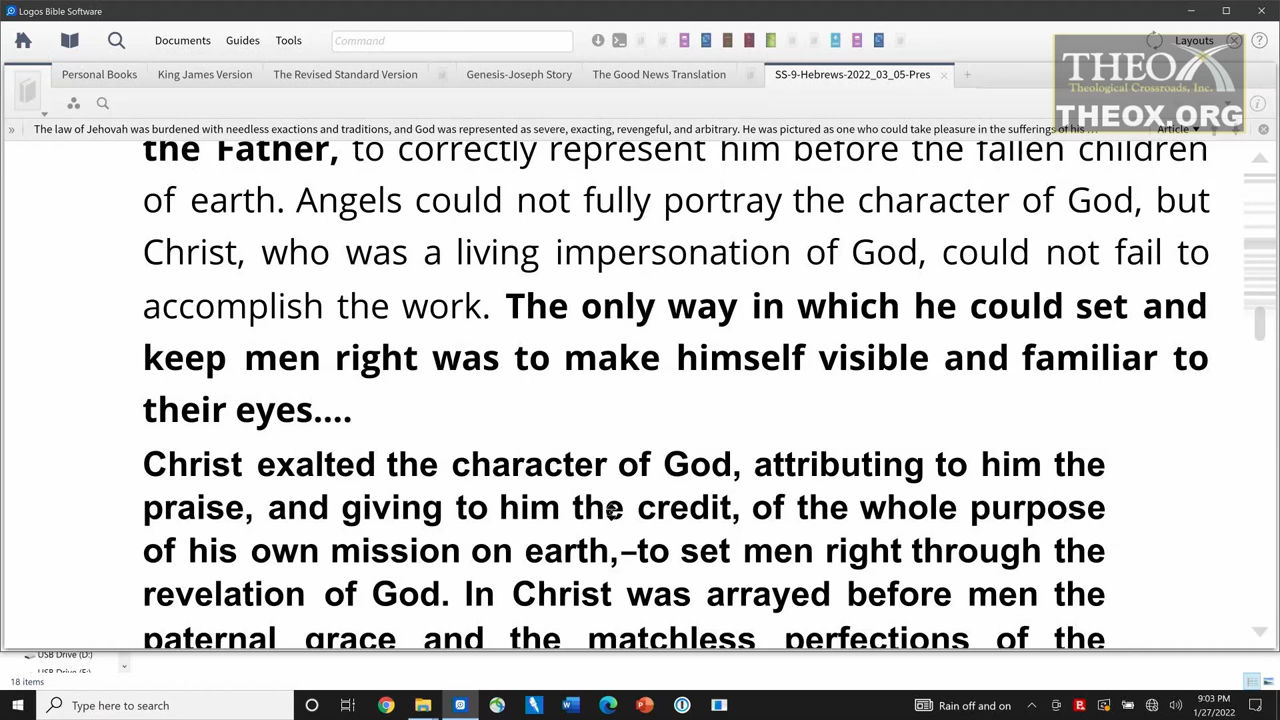 Logos Bible Software
Documents Guides Tools Command Layouts
THEOX
Theological Crossroads, Inc.
THEOX.ORG
Personal Books King James Version The Revised Standard Version Genesis-Joseph Story The Good News Translation SS-9-Hebrews-2022_03_05-Pres
» The law of Jehovah was burdened with needless exactions and traditions, and God was represented as severe, exacting, revengeful, and arbitrary. He was pictured as one who could take pleasure in the sufferings of his ... Article
the Father, to correctly represent him before the fallen children
of earth. Angels could not fully portray the character of God, but
Christ, who was a living impersonation of God, could not fail to
accomplish the work. The only way in which he could set and
keep men right was to make himself visible and familiar to
their eyes....
Christ exalted the character of God, attributing to him the
praise, and giving to him the credit, of the whole purpose
of his own mission on earth,–to set men right through the
revelation of God. In Christ was arrayed before men the
paternal grace and the matchless perfections of the
USB Drive (D:)
18 items
Type here to search
Rain off and on
9:03 PM
1/27/2022